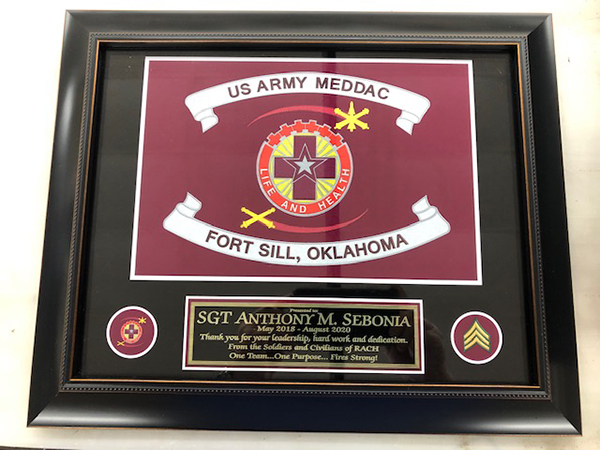 US ARMY MEDDAC
LIFE AND HEALTH
FORT SILL, OKLAHOMA
Presented to
SGT ANTHONY M. SEBONIA
May 2018 - August 2020
Thank you for your leadership, hard work and dedication.
From the Soldiers and Civilians of RACH
One Team...One Purpose... Fires Strong!